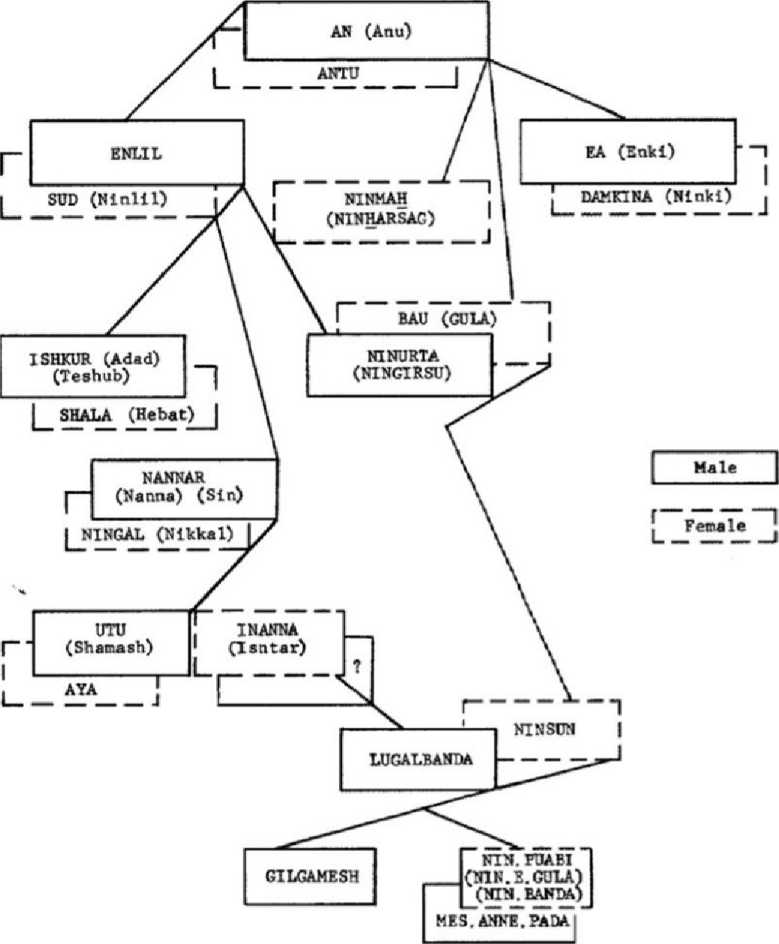 AN (Anu)
ANTU
ENLIL
SUD (Ninlil)
NINMAH
(NINHARSAG)
EA (Enki)
DAMKINA (Ninki)
BAU (GULA)
ISHKUR (Adad)
(Teshub)
SHALA (Hebat)
NINURTA
(NINGIRSU)
NANNAR
(Nanna) (Sin)
NINGAL (Nikkal)
Male
Female
UTU
(Shamash)
AYA
INANNA
(Isntar)
?
NINSUN
LUGALBANDA
GILGAMESH
NIN.PUABI
(NIN.E.GULA)
(NIN.BANDA)
MES.ANNE.PADA